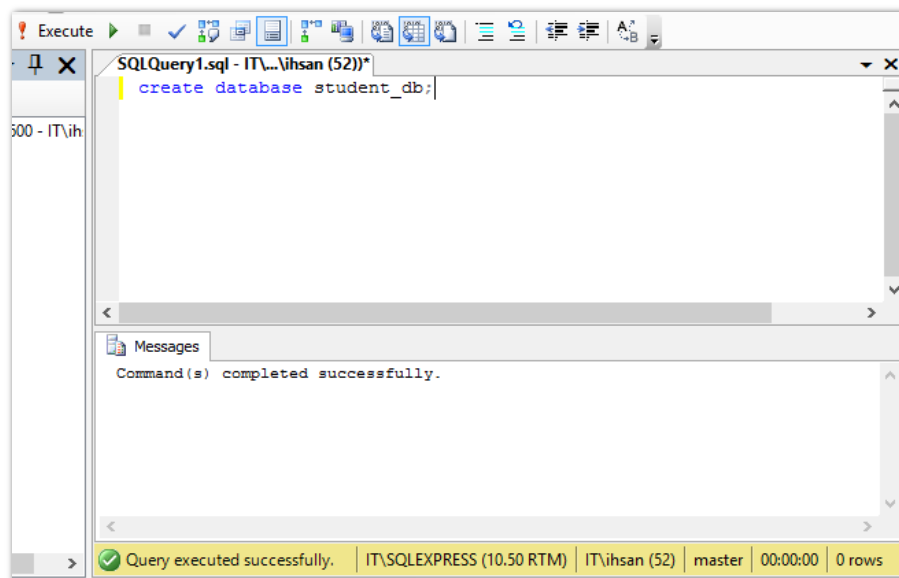 Execute
SQLQuery1.sql - IT\...\ihsan (52))*
create database student_db;
500 - IT\ih
Messages
Command(s) completed successfully.
Query executed successfully. IT\SQLEXPRESS (10.50 RTM) IT\ihsan (52) master 00:00:00 0 rows